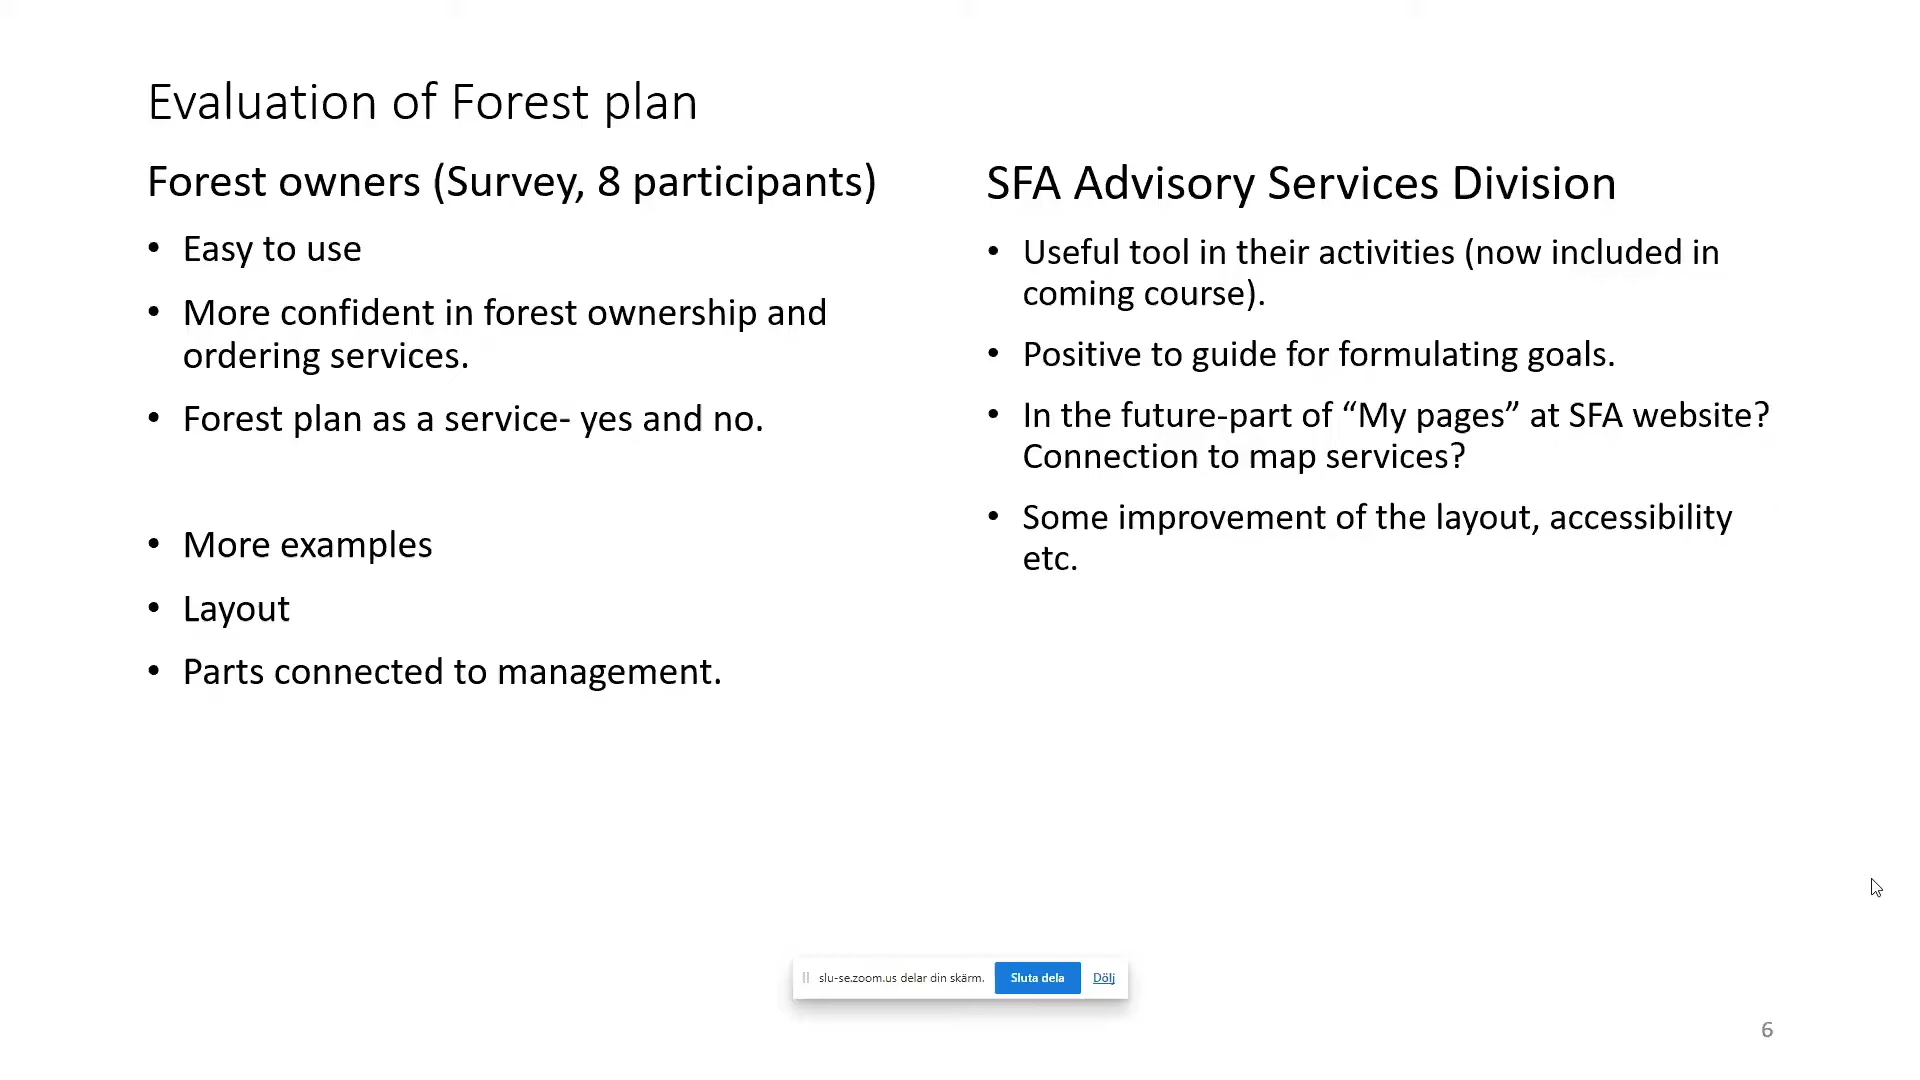 Evaluation of Forest plan
Forest owners (Survey, 8 participants)
• Easy to use
• More confident in forest ownership and
ordering services.
• Forest plan as a service- yes and no.
• More examples
• Layout
• Parts connected to management.
SFA Advisory Services Division
• Useful tool in their activities (now included in
coming course).
• Positive to guide for formulating goals.
• In the future-part of “My pages” at SFA website?
Connection to map services?
• Some improvement of the layout, accessibility
etc.
slu-se.zoom.us delar din skärm. Sluta dela Dölj
6